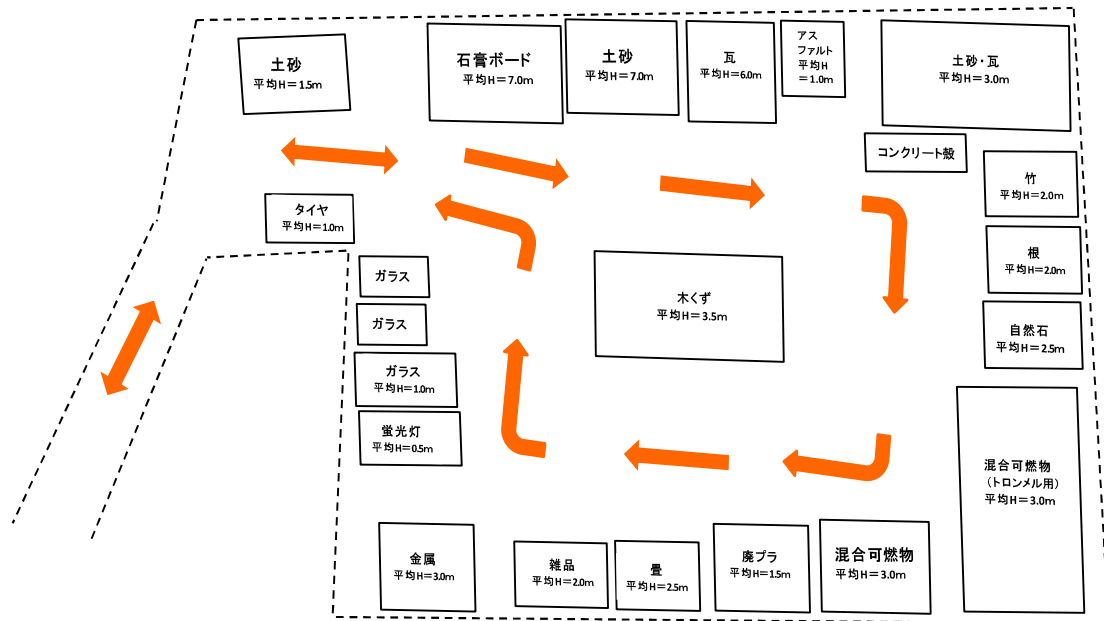 土砂
平均H=1.5m
石膏ボード
平均H=7.0m
土砂
平均H=7.0m
瓦
平均H=6.0m
アス
ファルト
平均H
=1.0m
土砂・瓦
平均H=3.0m
コンクリート殻
竹
平均H=2.0m
タイヤ
平均H=1.0m
根
平均H=2.0m
ガラス
木くず
平均H=3.5m
ガラス
自然石
平均H=2.5m
ガラス
平均H=1.0m
蛍光灯
平均H=0.5m
混合可燃物
(トロンメル用)
平均H=3.0m
金属
平均H=3.0m
雑品
平均H=2.0m
畳
平均H=2.5m
廃プラ
平均H=1.5m
混合可燃物
平均H=3.0m